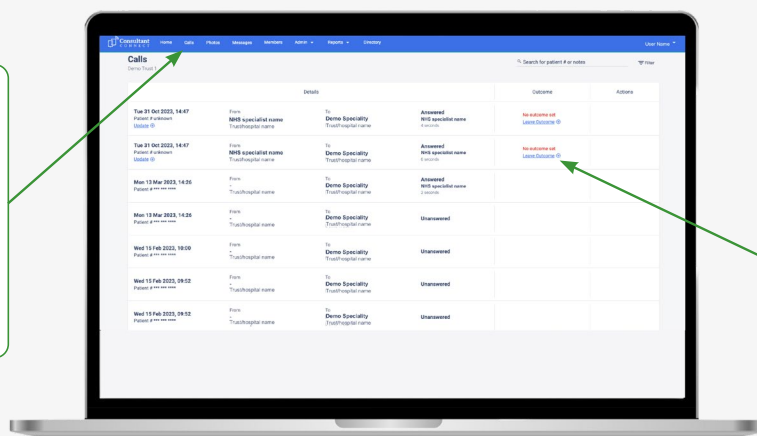 Consultant
CONNECT
Home Calls Photos Messages Members Admin Reports Directory User Name
Calls
Demo Trust 1
Search for patient # or notes
Filter
Details Outcome Actions
Tue 31 Oct 2023, 14:47 From To Answered No outcome set
Patient # unknown NHS specialist name Demo Speciality NHS specialist name Leave Outcome
Update Trust/hospital name Trust/hospital name 4 seconds
Tue 31 Oct 2023, 14:47 From To Answered No outcome set
Patient # unknown NHS specialist name Demo Speciality NHS specialist name Leave Outcome
Update Trust/hospital name Trust/hospital name seconds
Mon 13 Mar 2023, 14:26 From To Answered
Patient # *** *** **** - Demo Speciality NHS specialist name
Trust/hospital name Trust/hospital name seconds
Mon 13 Mar 2023, 14:26 From To Unanswered
Patient # *** *** **** - Demo Speciality
Trust/hospital name Trust/hospital name
Wed 15 Feb 2023, 10:00 From To Unanswered
Patient # *** *** **** - Demo Speciality
Trust/hospital name Trust/hospital name
Wed 15 Feb 2023, 09:52 From To Unanswered
Patient # *** *** **** - Demo Speciality
Trust/hospital name Trust/hospital name
Wed 15 Feb 2023, 09:52 From To Unanswered
Patient # *** *** **** - Demo Speciality
Trust/hospital name Trust/hospital name